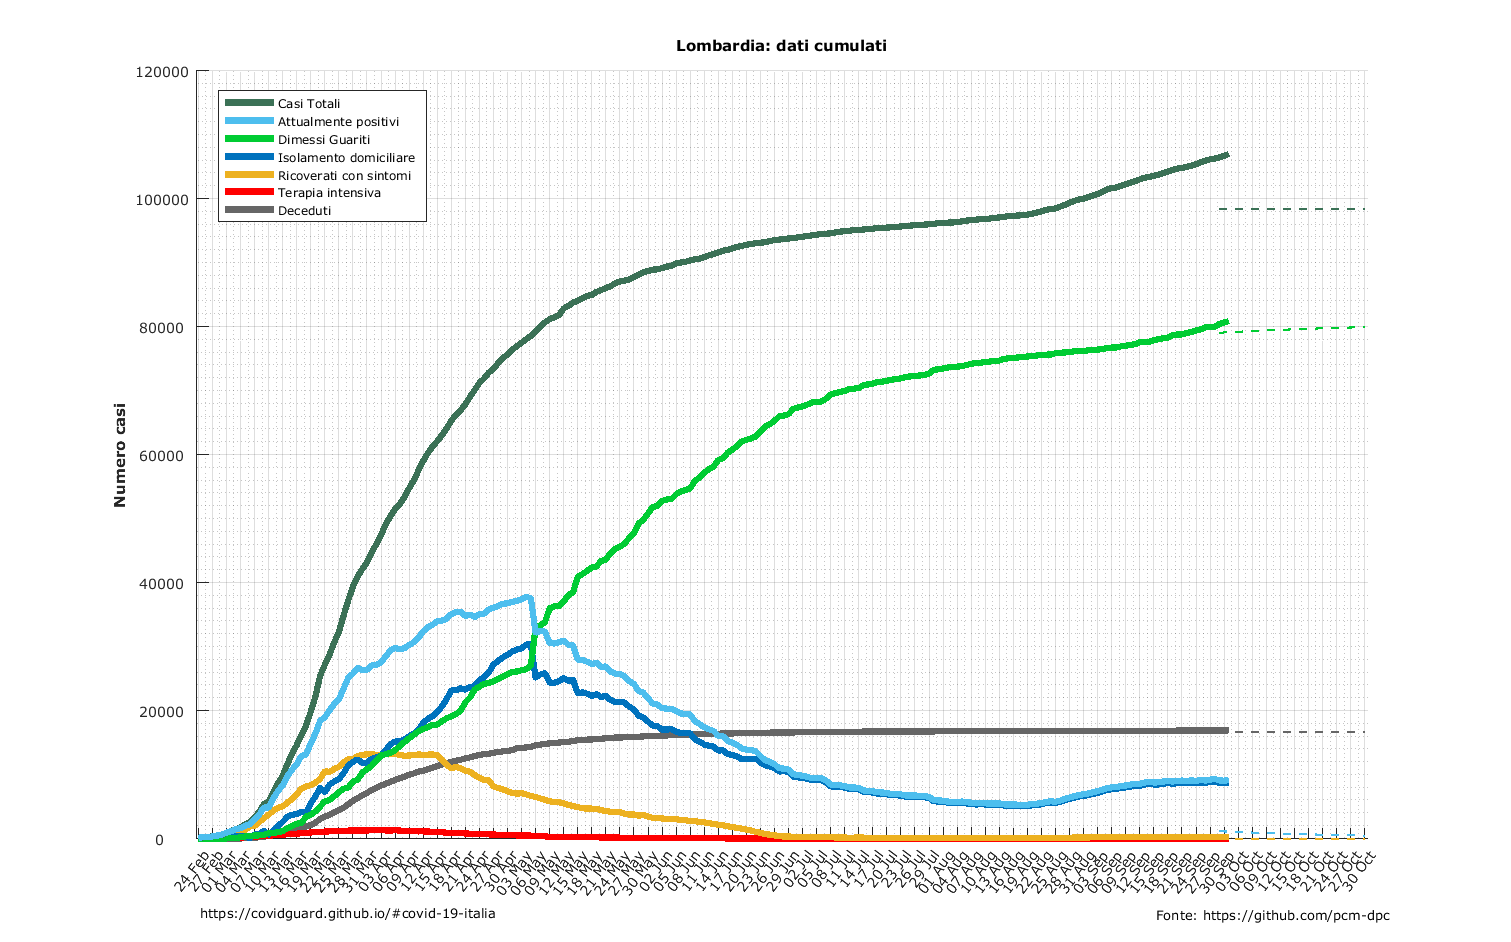 Lombardia: dati cumulati
Numero casi
120000
100000
80000
60000
40000
20000
0
Casi Totali
Attualmente positivi
Dimessi Guariti
Isolamento domiciliare
Ricoverati con sintomi
Terapia intensiva
Deceduti
24 Feb
27 Feb
01 Mar
04 Mar
07 Mar
10 Mar
13 Mar
16 Mar
19 Mar
22 Mar
25 Mar
28 Mar
31 Mar
03 Apr
06 Apr
09 Apr
12 Apr
15 Apr
18 Apr
21 Apr
24 Apr
27 Apr
30 Apr
03 May
06 May
09 May
12 May
15 May
18 May
21 May
24 May
27 May
30 May
02 Jun
05 Jun
08 Jun
11 Jun
14 Jun
17 Jun
20 Jun
23 Jun
26 Jun
29 Jun
02 Jul
05 Jul
08 Jul
11 Jul
14 Jul
17 Jul
20 Jul
23 Jul
26 Jul
29 Jul
01 Aug
04 Aug
07 Aug
10 Aug
13 Aug
16 Aug
19 Aug
22 Aug
25 Aug
28 Aug
31 Aug
03 Sep
06 Sep
09 Sep
12 Sep
15 Sep
18 Sep
21 Sep
24 Sep
27 Sep
30 Sep
03 Oct
06 Oct
09 Oct
12 Oct
15 Oct
18 Oct
21 Oct
24 Oct
27 Oct
30 Oct
https://covidguard.github.io/#covid-19-italia
Fonte: https://github.com/pcm-dpc